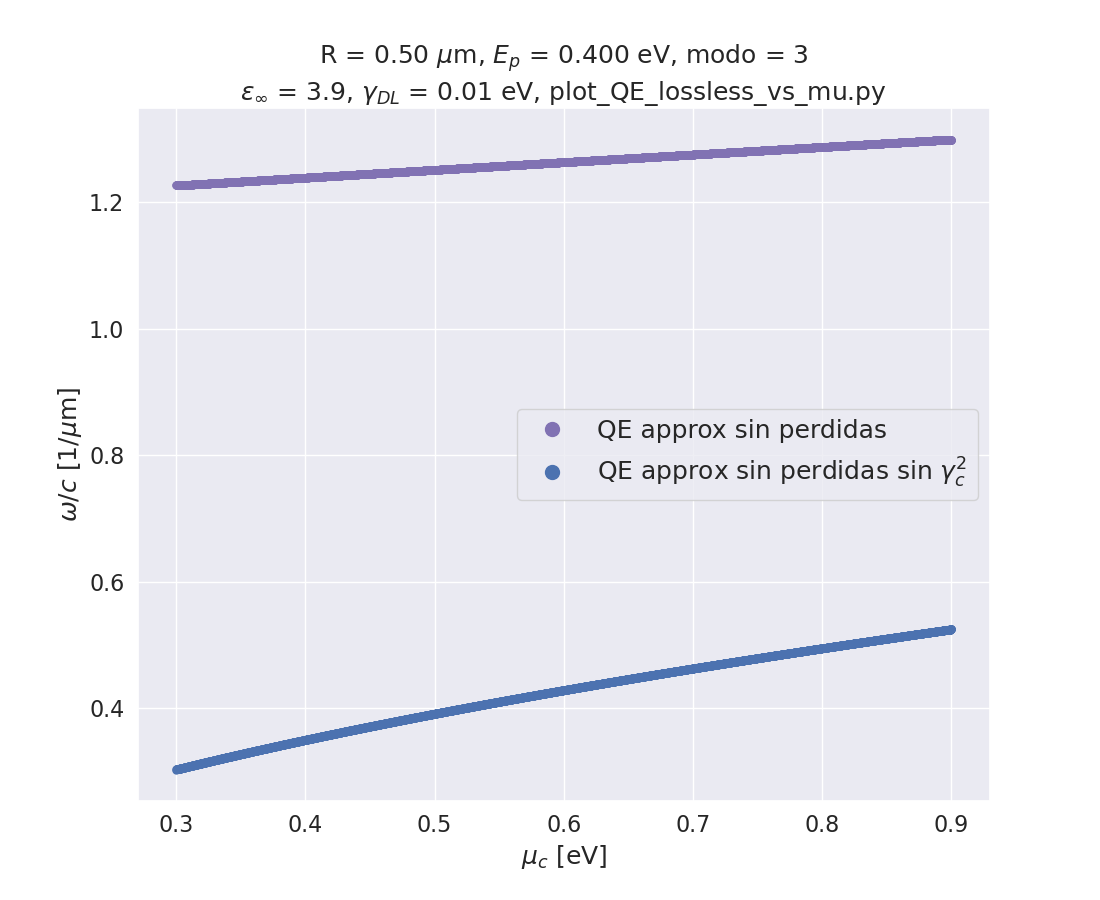 R = 0.50 μm, E_p = 0.400 eV, modo = 3
ε_∞ = 3.9, γ_DL = 0.01 eV, plot_QE_lossless_vs_mu.py
1.2
1.0
0.8
0.6
0.4
ω/c [1/μm]
QE approx sin perdidas
QE approx sin perdidas sin γ_c^2
0.3 0.4 0.5 0.6 0.7 0.8 0.9
μ_c [eV]